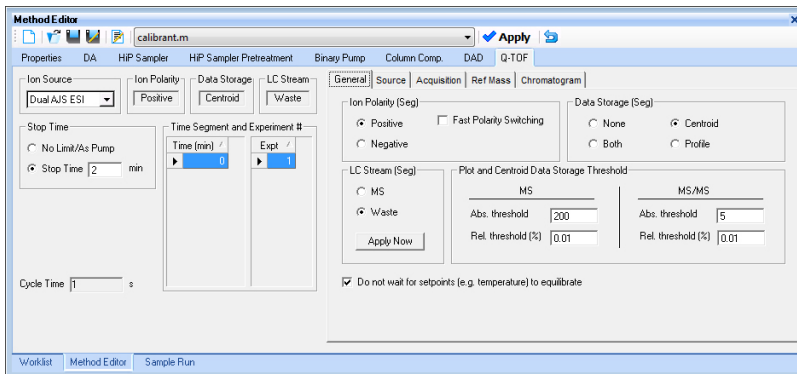 Method Editor
calibrant.m Apply
Properties DA HiP Sampler HiP Sampler Pretreatment Binary Pump Column Comp. DAD Q-TOF
Ion Source Ion Polarity Data Storage LC Stream
Dual AJS ESI Positive Centroid Waste
Stop Time
No Limit/As Pump
Stop Time 2 min
Time Segment and Experiment #
Time (min) Expt
0 1
Cycle Time 1 s
General Source Acquisition Ref Mass Chromatogram
Ion Polarity (Seg)
Positive Fast Polarity Switching
Negative
Data Storage (Seg)
None Centroid
Both Profile
LC Stream (Seg)
MS
Waste
Apply Now
Plot and Centroid Data Storage Threshold
MS MS/MS
Abs. threshold 200 Abs. threshold 5
Rel. threshold (%) 0.01 Rel. threshold (%) 0.01
Do not wait for setpoints (e.g. temperature) to equilibrate
Worklist Method Editor Sample Run